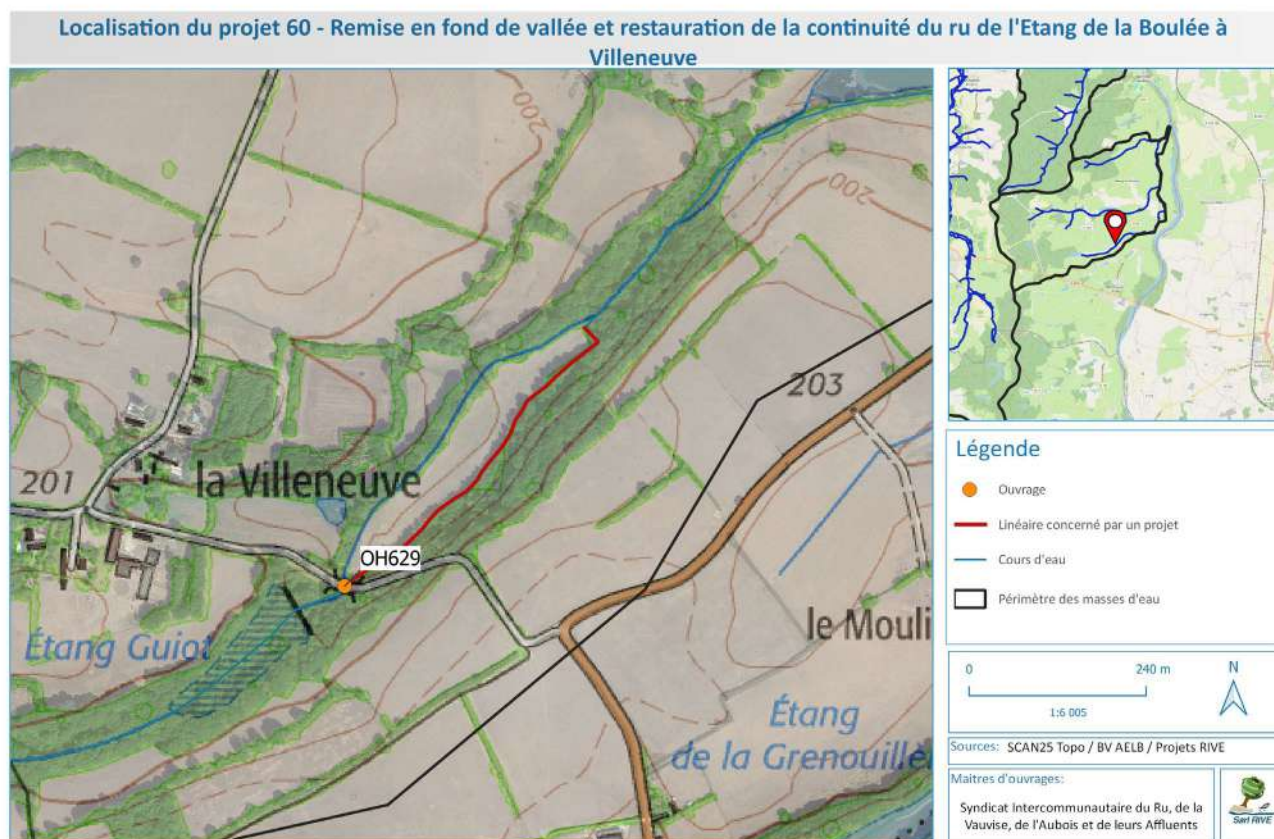 Localisation du projet 60 - Remise en fond de vallée et restauration de la continuité du ru de l'Etang de la Boulée à
Villeneuve
200
200
203
201
la Villeneuve
OH629
le Mouli
Étang Guiot
Étang
de la Grenouiller
Légende
Ouvrage
Linéaire concerné par un projet
Cours d'eau
Périmètre des masses d'eau
0 240 m N
1:6 005
Sources: SCAN25 Topo / BV AELB / Projets RIVE
Maitres d'ouvrages:
Syndicat Intercommunautaire du Ru, de la
Vauvise, de l'Aubois et de leurs Affluents
Sarl RIVE